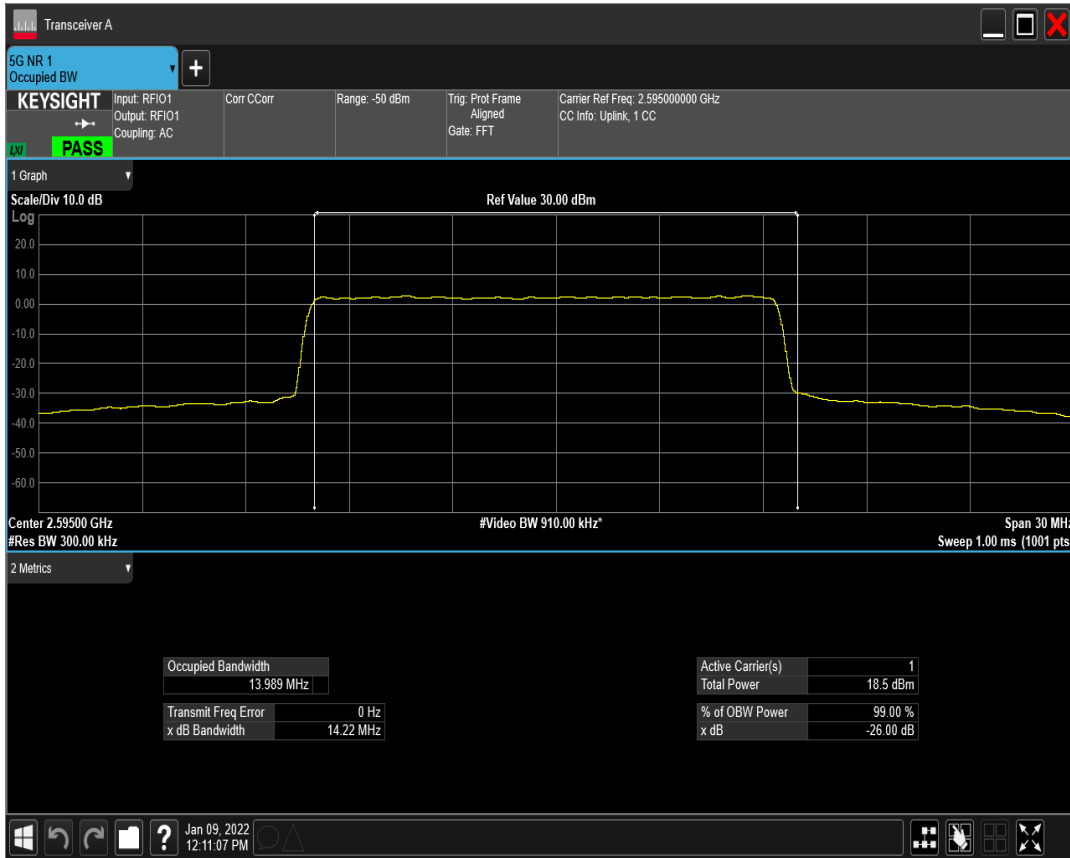 Transceiver A
5G NR 1
Occupied BW
KEYSIGHT
Input: RFIO1
Output: RFIO1
Coupling: AC
Corr CCorr
Range: -50 dBm
Trig: Prot Frame
Aligned
Gate: FFT
Carrier Ref Freq: 2.595000000 GHz
CC Info: Uplink, 1 CC
LXI
PASS
1 Graph
Scale/Div 10.0 dB
Ref Value 30.00 dBm
Log
20.0
10.0
0.00
-10.0
-20.0
-30.0
-40.0
-50.0
-60.0
Center 2.59500 GHz
#Video BW 910.00 kHz*
Span 30 MHz
#Res BW 300.00 kHz
Sweep 1.00 ms (1001 pts
2 Metrics
Occupied Bandwidth
13.989 MHz
Transmit Freq Error 0 Hz
x dB Bandwidth 14.22 MHz
Active Carrier(s) 1
Total Power 18.5 dBm
% of OBW Power 99.00 %
x dB -26.00 dB
?
Jan 09, 2022
12:11:07 PM